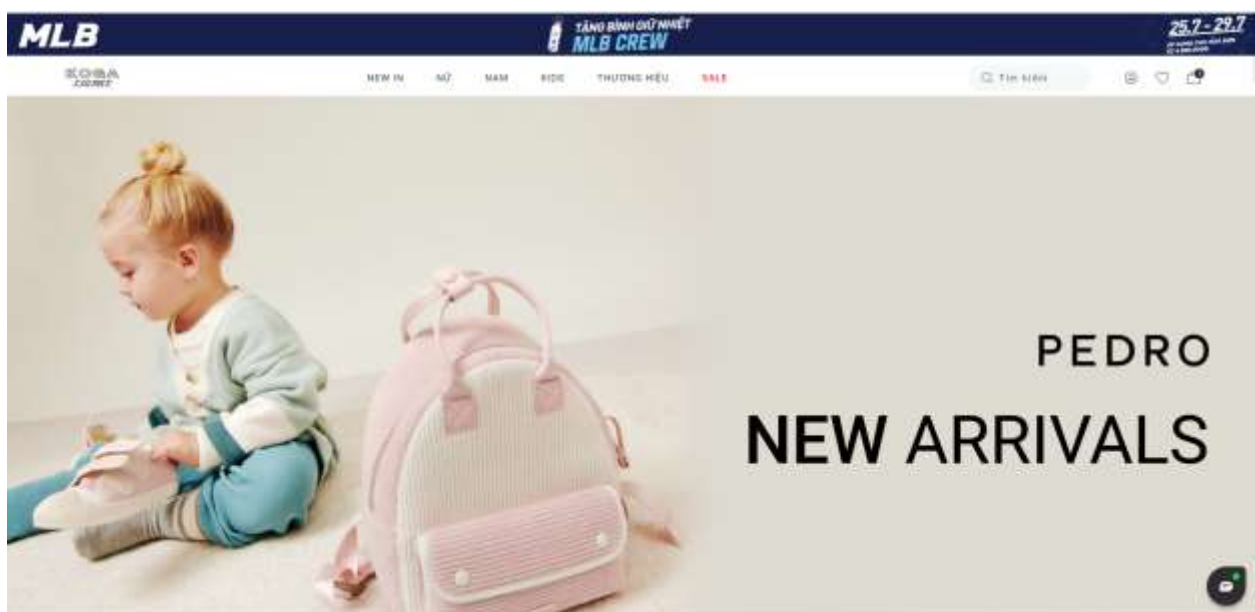 MLB
TẶNG BÌNH GIỮ NHIỆT
MLB CREW
25.7 - 29.7
NEW IN
NỮ
NAM
KIDS
THƯƠNG HIỆU
SALE
Tìm kiếm
PEDRO
NEW ARRIVALS